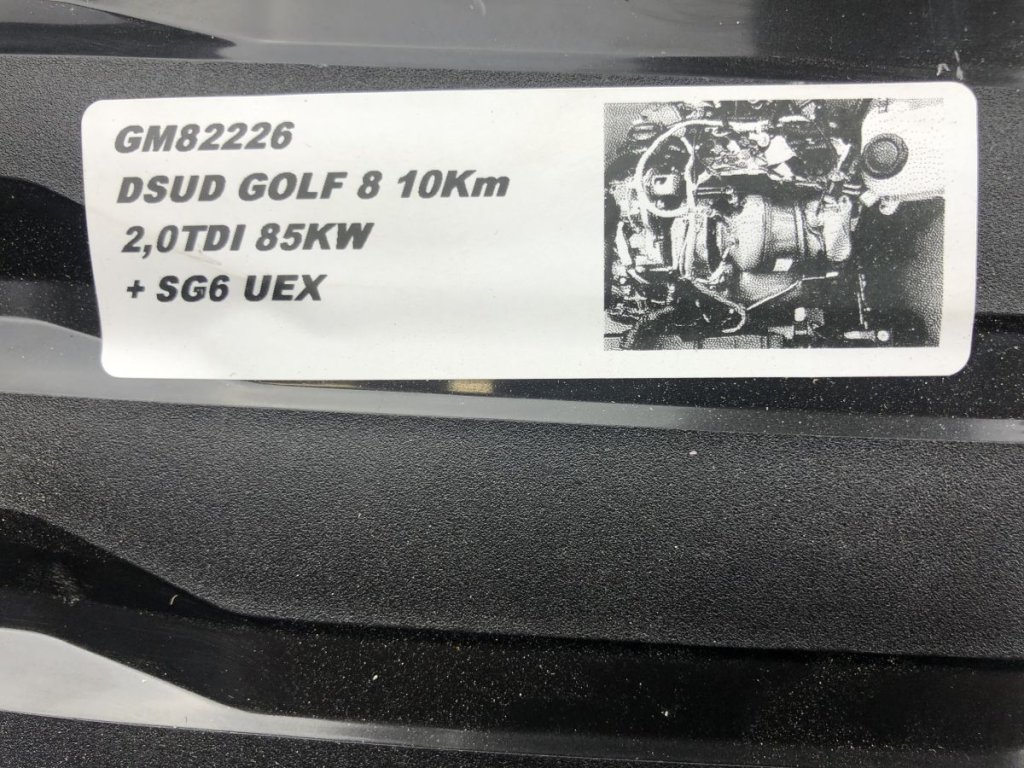 GM82226
DSUD GOLF 8 10Km
2,0TDI 85KW
+ SG6 UEX